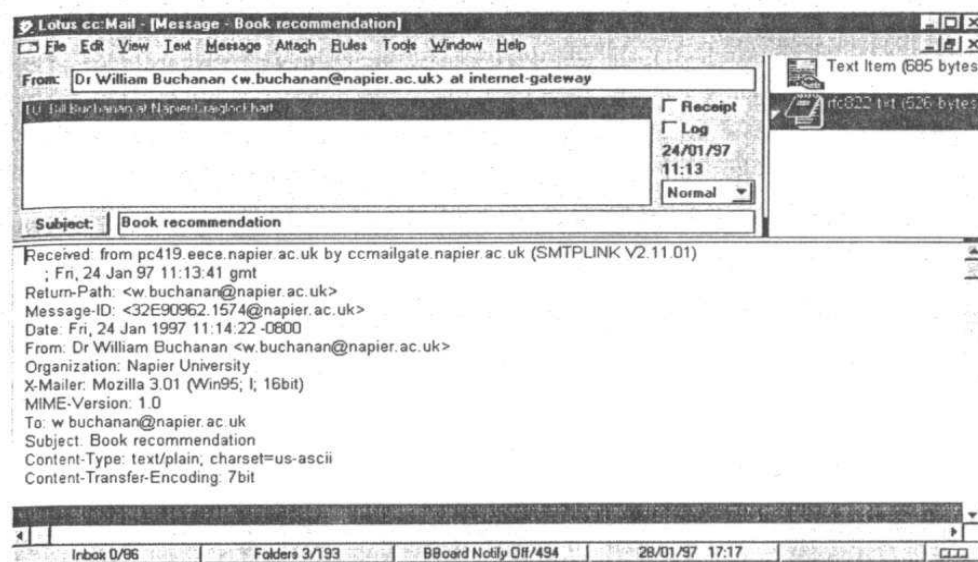 Lotus cc:Mail - [Message - Book recommendation]
File Edit View Text Message Attach Rules Tools Window Help
From: Dr William Buchanan <w.buchanan@napier.ac.uk> at internet-gateway
Text Item (685 bytes
TO: Bill Buchanan at Napier-Craiglockhart
Receipt
rfc822.txt (526 bytes
Log
24/01/97
11:13
Normal
Subject: Book recommendation
Received: from pc419.eece.napier.ac.uk by ccmailgate.napier.ac.uk (SMTPLINK V2.11.01)
; Fri, 24 Jan 97 11:13:41 gmt
Return-Path: <w.buchanan@napier.ac.uk>
Message-ID: <32E90962.1574@napier.ac.uk>
Date: Fri, 24 Jan 1997 11:14:22 -0800
From: Dr William Buchanan <w.buchanan@napier.ac.uk>
Organization: Napier University
X-Mailer: Mozilla 3.01 (Win95; I; 16bit)
MIME-Version: 1.0
To: w.buchanan@napier.ac.uk
Subject: Book recommendation
Content-Type: text/plain; charset=us-ascii
Content-Transfer-Encoding: 7bit
Inbox 0/86 Folders 3/193 BBoard Notify Off/494 28/01/97 17:17